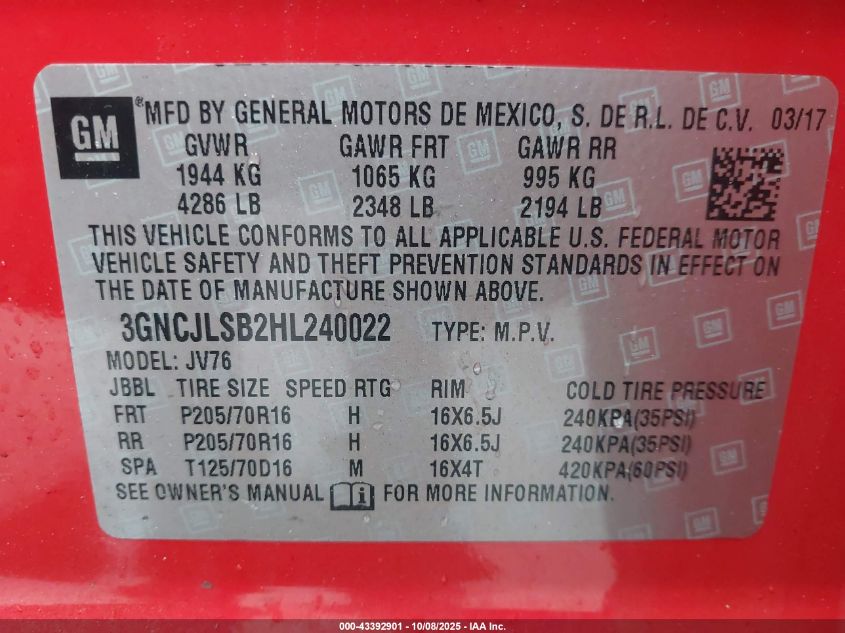 GM
®MFD BY GENERAL MOTORS DE MEXICO, S. DE R.L. DE C.V. 03/17
GVWR GAWR FRT GAWR RR
1944 KG 1065 KG 995 KG
4286 LB 2348 LB 2194 LB
THIS VEHICLE CONFORMS TO ALL APPLICABLE U.S. FEDERAL MOTOR
VEHICLE SAFETY AND THEFT PREVENTION STANDARDS IN EFFECT ON
THE DATE OF MANUFACTURE SHOWN ABOVE.
3GNCJLSB2HL240022 TYPE: M.P.V.
MODEL: JV76
JBBL TIRE SIZE SPEED RTG RIM COLD TIRE PRESSURE
FRT P205/70R16 H 16X6.5J 240KPA(35PSI)
RR P205/70R16 H 16X6.5J 240KPA(35PSI)
SPA T125/70D16 M 16X4T 420KPA(60PSI)
SEE OWNER'S MANUAL FOR MORE INFORMATION.
000-43392901 - 10/08/2025 - IAA Inc.